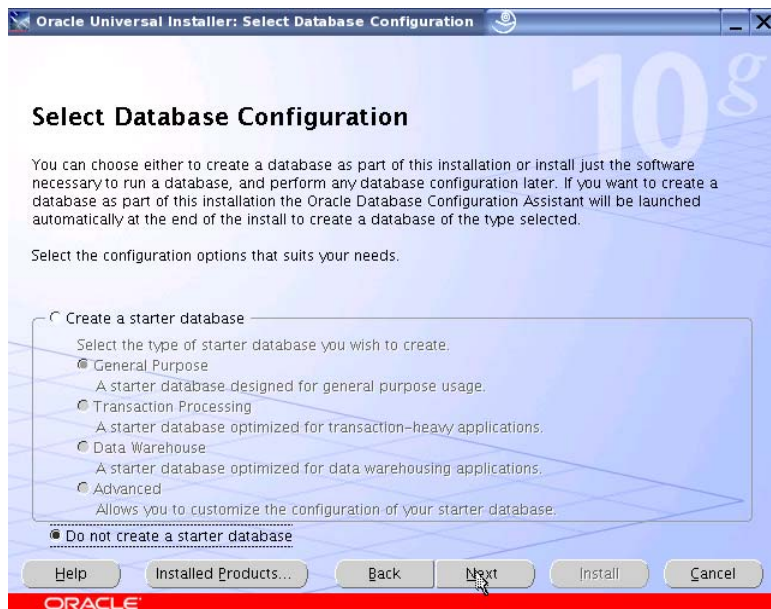 Oracle Universal Installer: Select Database Configuration
10g
Select Database Configuration
You can choose either to create a database as part of this installation or install just the software
necessary to run a database, and perform any database configuration later. If you want to create a
database as part of this installation the Oracle Database Configuration Assistant will be launched
automatically at the end of the install to create a database of the type selected.
Select the configuration options that suits your needs.
Create a starter database
Select the type of starter database you wish to create.
General Purpose
A starter database designed for general purpose usage.
Transaction Processing
A starter database optimized for transaction-heavy applications.
Data Warehouse
A starter database optimized for data warehousing applications.
Advanced
Allows you to customize the configuration of your starter database.
Do not create a starter database
Help Installed Products... Back Next Install Cancel
ORACLE